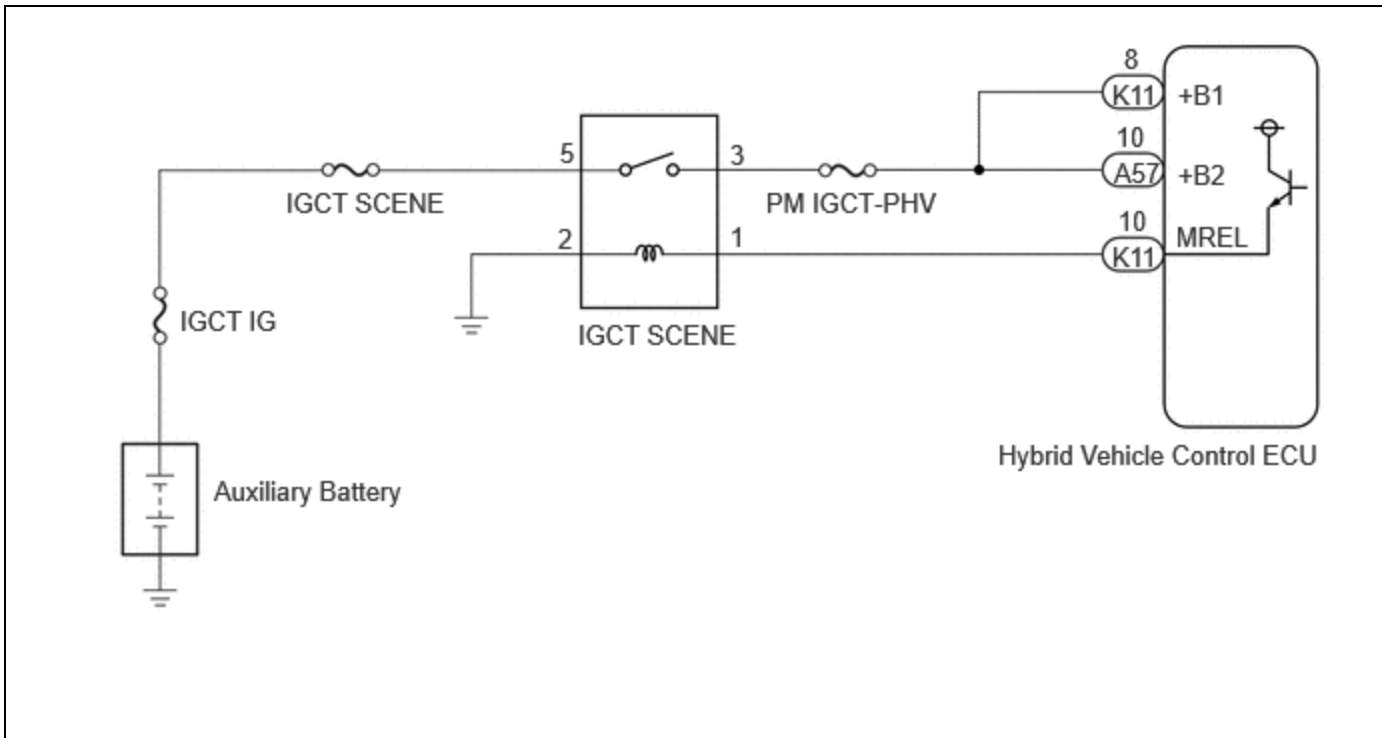 8
K11 +B1
10
5 3
A57 +B2
IGCT SCENE PM IGCT-PHV
10
2 1 MREL
K11
IGCT IG
IGCT SCENE
Hybrid Vehicle Control ECU
Auxiliary Battery